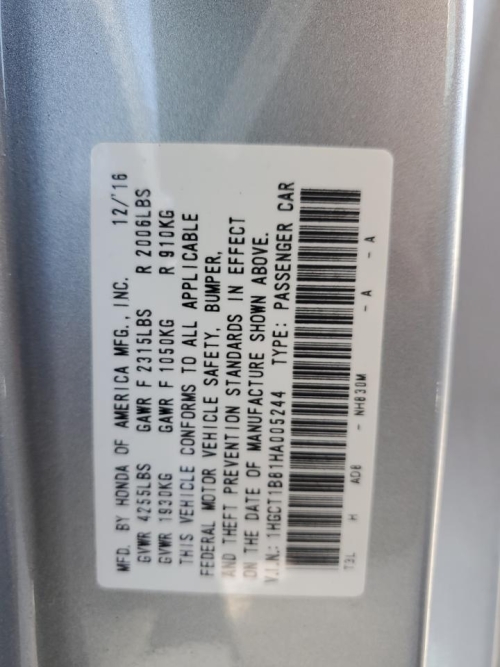 MFD. BY HONDA OF AMERICA MFG., INC. 12/'16
GVWR 4255LBS GAWR F 2315LBS R 2006LBS
GVWR 1930KG GAWR F 1050KG R 910KG
THIS VEHICLE CONFORMS TO ALL APPLICABLE
FEDERAL MOTOR VEHICLE SAFETY, BUMPER,
AND THEFT PREVENTION STANDARDS IN EFFECT
ON THE DATE OF MANUFACTURE SHOWN ABOVE.
V.I.N.: 1HGCT1B81HA005244 TYPE: PASSENGER CAR
T3L H ADB - NH830M - A - A